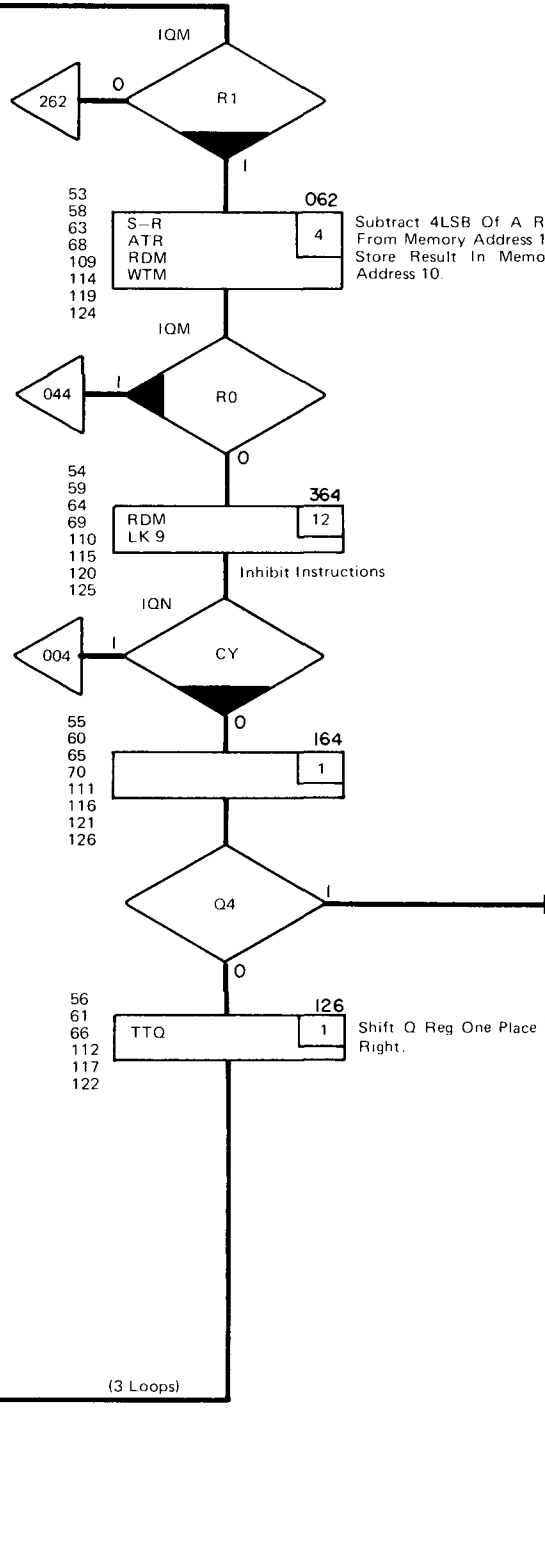 IQM
0
262
R1
1
53
58
63
68
109
114
119
124
062
S–R
ATR
RDM
WTM
4
Subtract 4LSB Of A R
From Memory Address 1
Store Result In Memo
Address 10.
IQM
1
044
R0
0
54
59
64
69
110
115
120
125
364
RDM
LK 9
12
Inhibit Instructions
IQN
1
004
CY
0
55
60
65
70
111
116
121
126
164
1
Q4
1
0
56
61
66
112
117
122
126
TTQ
1
Shift Q Reg One Place
Right.
(3 Loops)